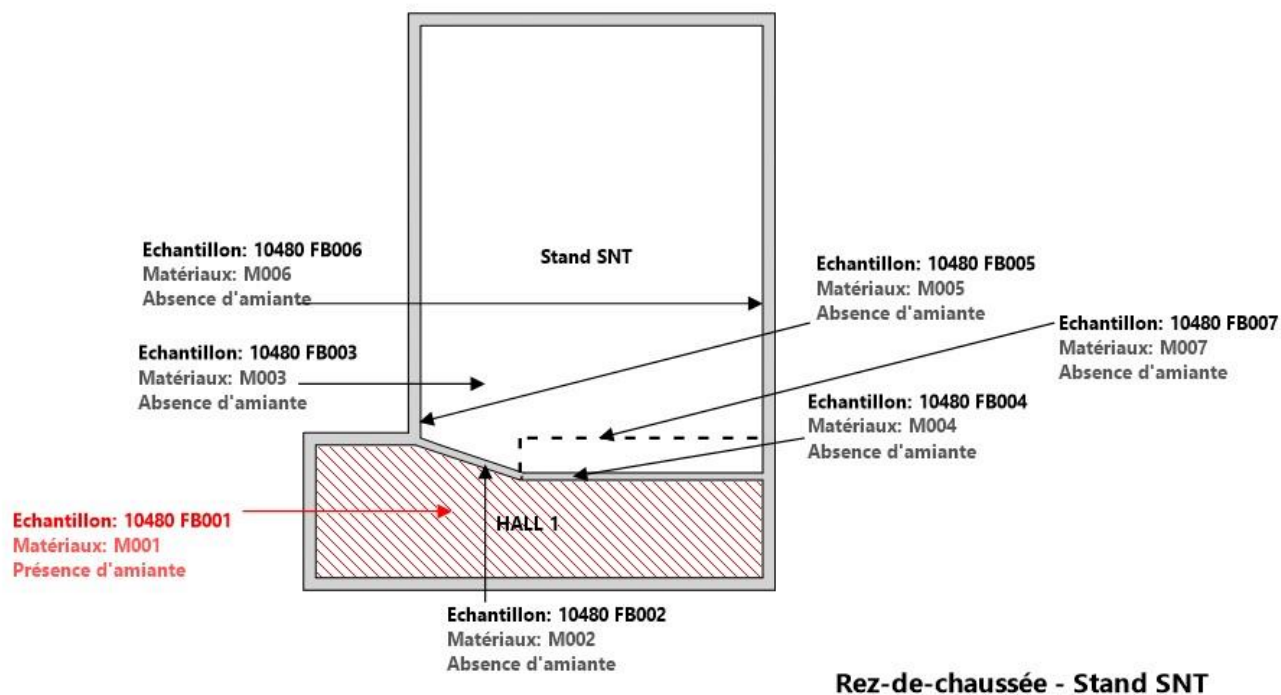 Echantillon: 10480 FB006
Matériaux: M006
Absence d'amiante
Stand SNT
Echantillon: 10480 FB005
Matériaux: M005
Absence d'amiante
Echantillon: 10480 FB007
Matériaux: M007
Absence d'amiante
Echantillon: 10480 FB003
Matériaux: M003
Absence d'amiante
Echantillon: 10480 FB004
Matériaux: M004
Absence d'amiante
Echantillon: 10480 FB001
Matériaux: M001
Présence d'amiante
HALL 1
Echantillon: 10480 FB002
Matériaux: M002
Absence d'amiante
Rez-de-chaussée - Stand SNT